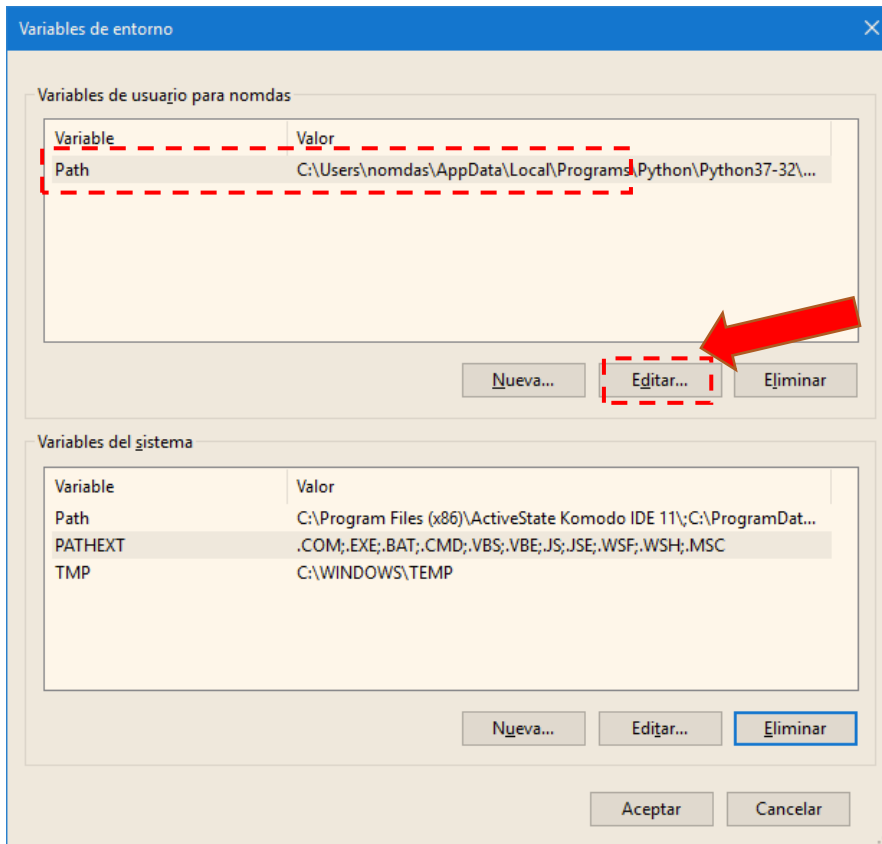 Variables de entorno
Variables de usuario para nomdas
Variable Valor
Path C:\Users\nomdas\AppData\Local\Programs\Python\Python37-32\...
Nueva... Editar... Eliminar
Variables del sistema
Variable Valor
Path C:\Program Files (x86)\ActiveState Komodo IDE 11\;C:\ProgramDat...
PATHEXT .COM;.EXE;.BAT;.CMD;.VBS;.VBE;.JS;.JSE;.WSF;.WSH;.MSC
TMP C:\WINDOWS\TEMP
Nueva... Editar... Eliminar
Aceptar Cancelar